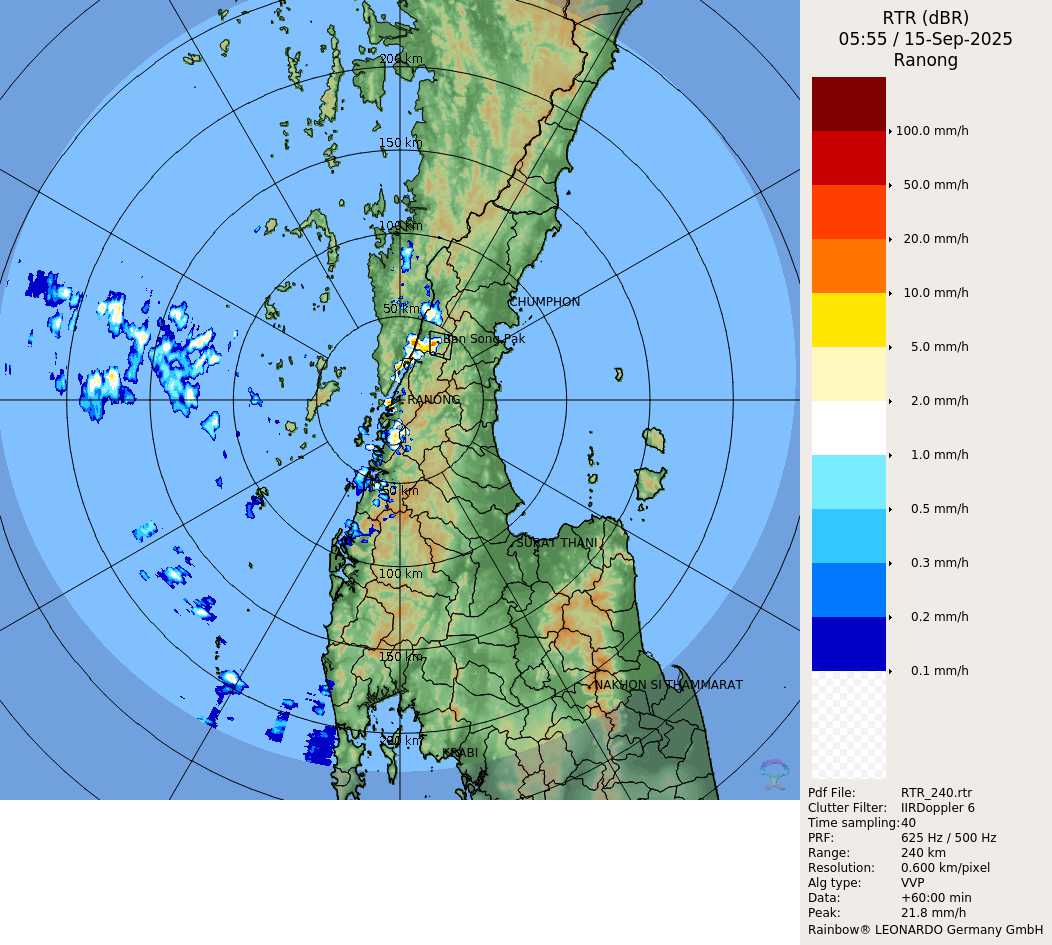 RTR (dBR)
05:55 / 15-Sep-2025
Ranong
200 km
150 km
100 km
50 km
CHUMPHON
Ban Song Pak
RANONG
50 km
SURAT THANI
100 km
150 km
NAKHON SI THAMMARAT
200 km
KRABI
100.0 mm/h
50.0 mm/h
20.0 mm/h
10.0 mm/h
5.0 mm/h
2.0 mm/h
1.0 mm/h
0.5 mm/h
0.3 mm/h
0.2 mm/h
0.1 mm/h
Pdf File: RTR_240.rtr
Clutter Filter: IIRDoppler 6
Time sampling:40
PRF: 625 Hz / 500 Hz
Range: 240 km
Resolution: 0.600 km/pixel
Alg type: VVP
Data: +60:00 min
Peak: 21.8 mm/h
Rainbow® LEONARDO Germany GmbH